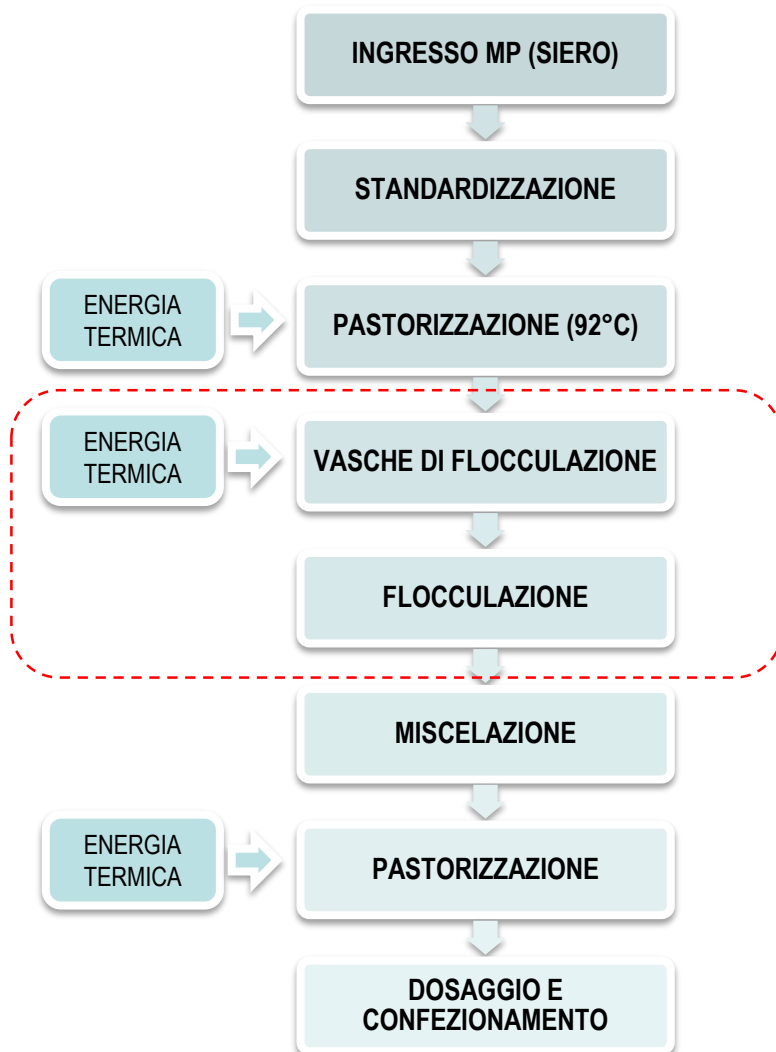 INGRESSO MP (SIERO)
STANDARDIZZAZIONE
ENERGIA
TERMICA
PASTORIZZAZIONE (92°C)
ENERGIA
TERMICA
VASCHE DI FLOCCULAZIONE
FLOCCULAZIONE
MISCELAZIONE
ENERGIA
TERMICA
PASTORIZZAZIONE
DOSAGGIO E
CONFEZIONAMENTO